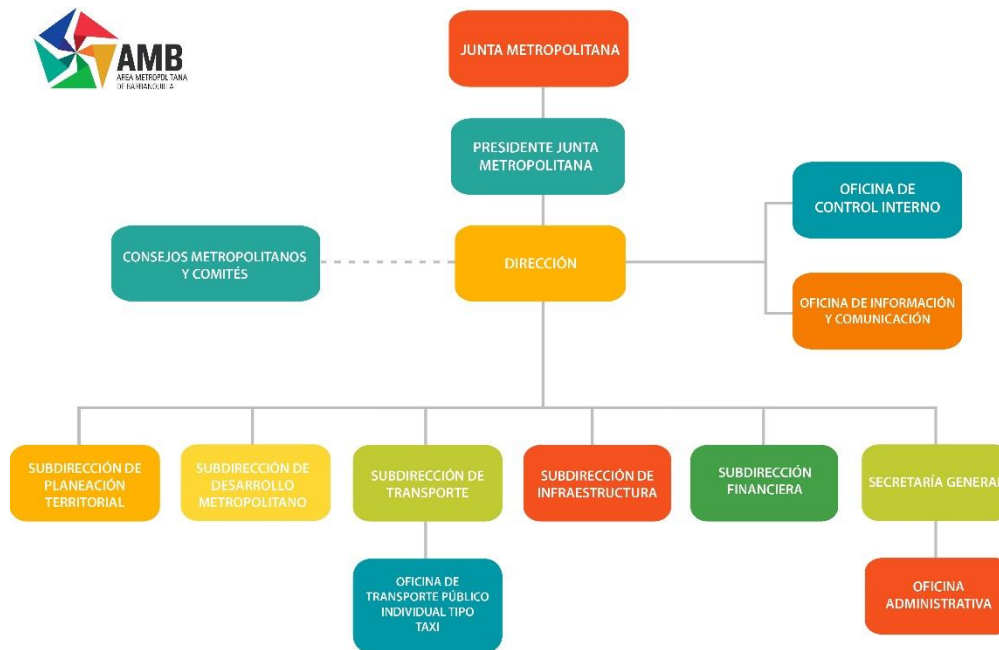 AMB
AREA METROPOLITANA
DE BARRANQUILLA
JUNTA METROPOLITANA
PRESIDENTE JUNTA
METROPOLITANA
OFICINA DE
CONTROL INTERNO
CONSEJOS METROPOLITANOS
Y COMITÉS
DIRECCIÓN
OFICINA DE INFORMACIÓN
Y COMUNICACIÓN
SUBDIRECCIÓN DE
PLANEACIÓN
TERRITORIAL
SUBDIRECCIÓN DE
DESARROLLO
METROPOLITANO
SUBDIRECCIÓN DE
TRANSPORTE
SUBDIRECCIÓN DE
INFRAESTRUCTURA
SUBDIRECCIÓN
FINANCIERA
SECRETARÍA GENERAL
OFICINA DE
TRANSPORTE PÚBLICO
INDIVIDUAL TIPO
TAXI
OFICINA
ADMINISTRATIVA